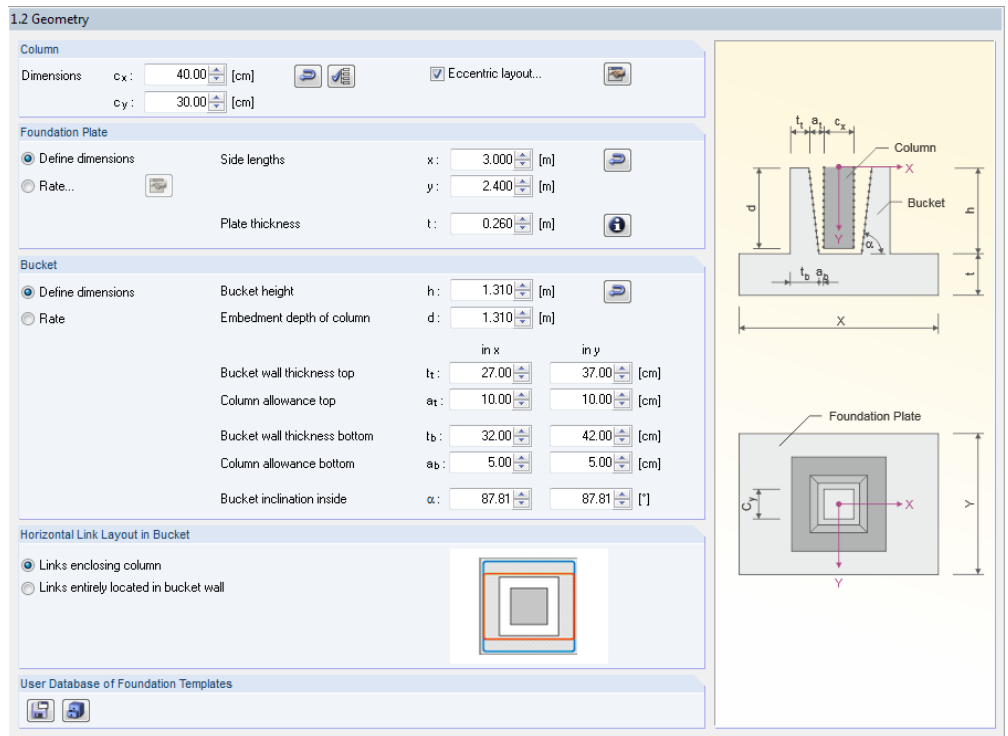 1.2 Geometry
Column
Dimensions cx : 40.00 [cm] Eccentric layout...
cy : 30.00 [cm]
Foundation Plate
Define dimensions Side lengths x : 3.000 [m]
Rate... y : 2.400 [m]
Plate thickness t : 0.260 [m]
Bucket
Define dimensions Bucket height h : 1.310 [m]
Rate Embedment depth of column d : 1.310 [m]
in x in y
Bucket wall thickness top tt : 27.00 37.00 [cm]
Column allowance top at : 10.00 10.00 [cm]
Bucket wall thickness bottom tb : 32.00 42.00 [cm]
Column allowance bottom ab : 5.00 5.00 [cm]
Bucket inclination inside α : 87.81 87.81 [°]
Horizontal Link Layout in Bucket
Links enclosing column
Links entirely located in bucket wall
User Database of Foundation Templates
tt at cx
Column
X
Bucket
d
h
Y
α
tb ab
t
X
Foundation Plate
Cy
X
Y
Y